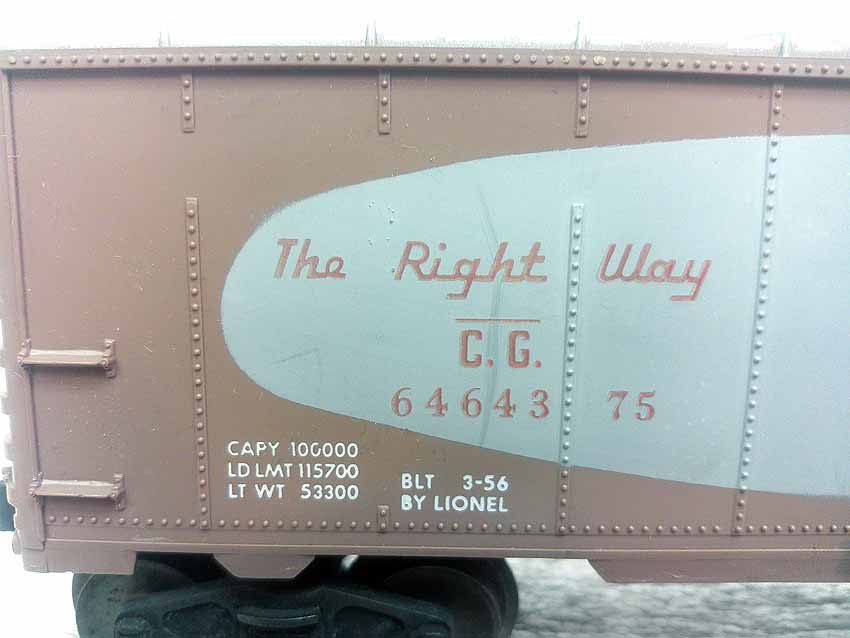 The Right Way
C. G.
64643 75
CAPY 100000
LD LMT 115700
LT WT 53300
BLT 3-56
BY LIONEL